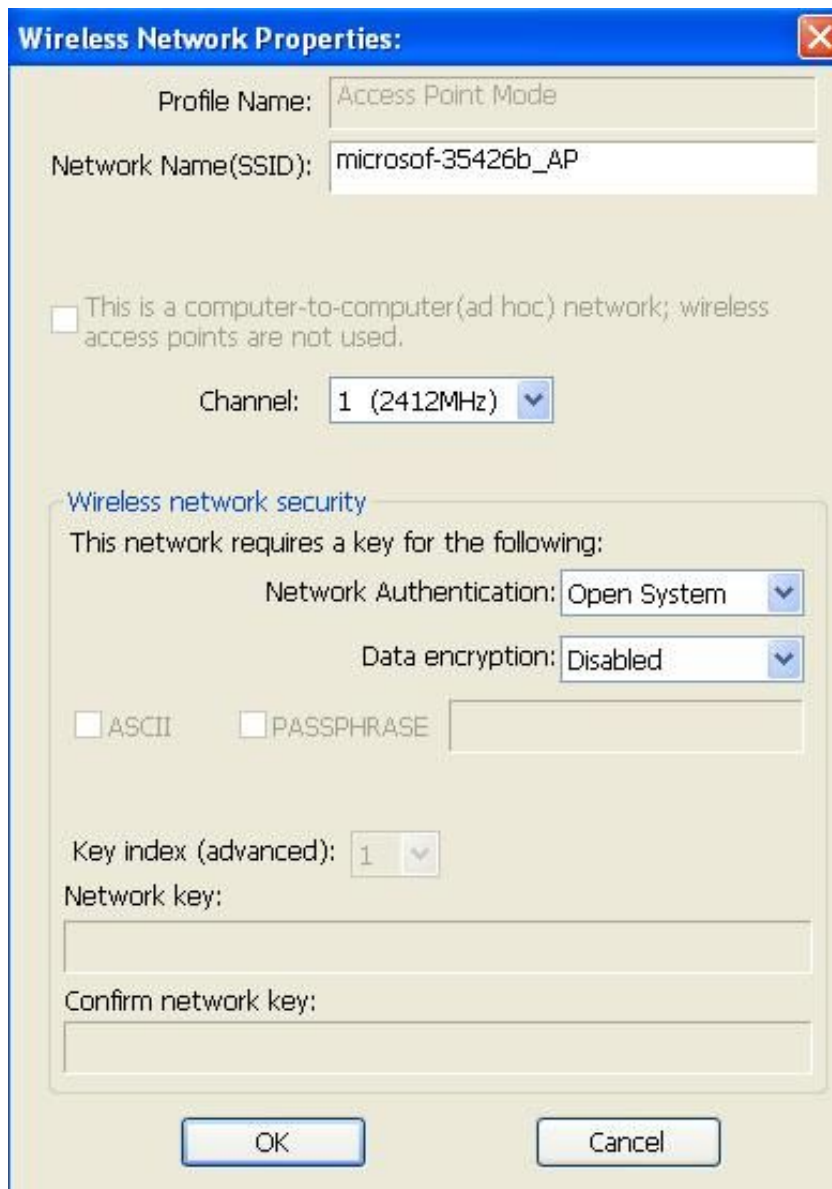 Wireless Network Properties:
Profile Name: Access Point Mode
Network Name(SSID): microsof-35426b_AP
This is a computer-to-computer(ad hoc) network; wireless
access points are not used.
Channel: 1 (2412MHz)
Wireless network security
This network requires a key for the following:
Network Authentication: Open System
Data encryption: Disabled
ASCII PASSPHRASE
Key index (advanced): 1
Network key:
Confirm network key:
OK Cancel